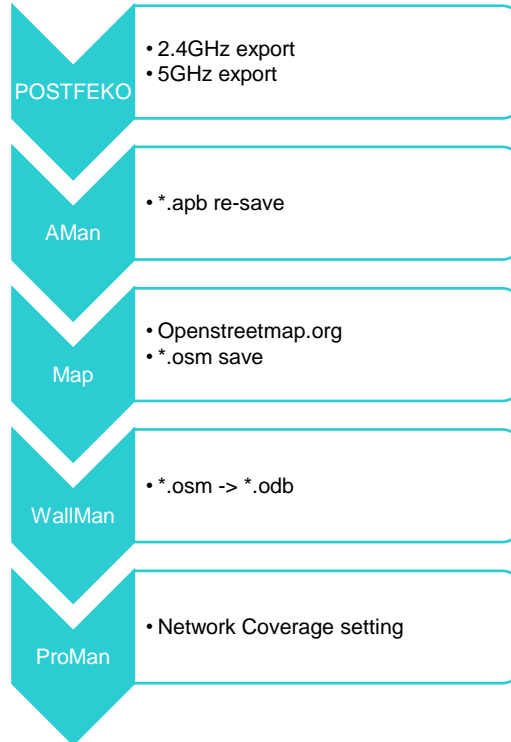 POSTFEKO
• 2.4GHz export
• 5GHz export
AMan
• *.apb re-save
Map
• Openstreetmap.org
• *.osm save
WallMan
• *.osm -> *.odb
ProMan
• Network Coverage setting